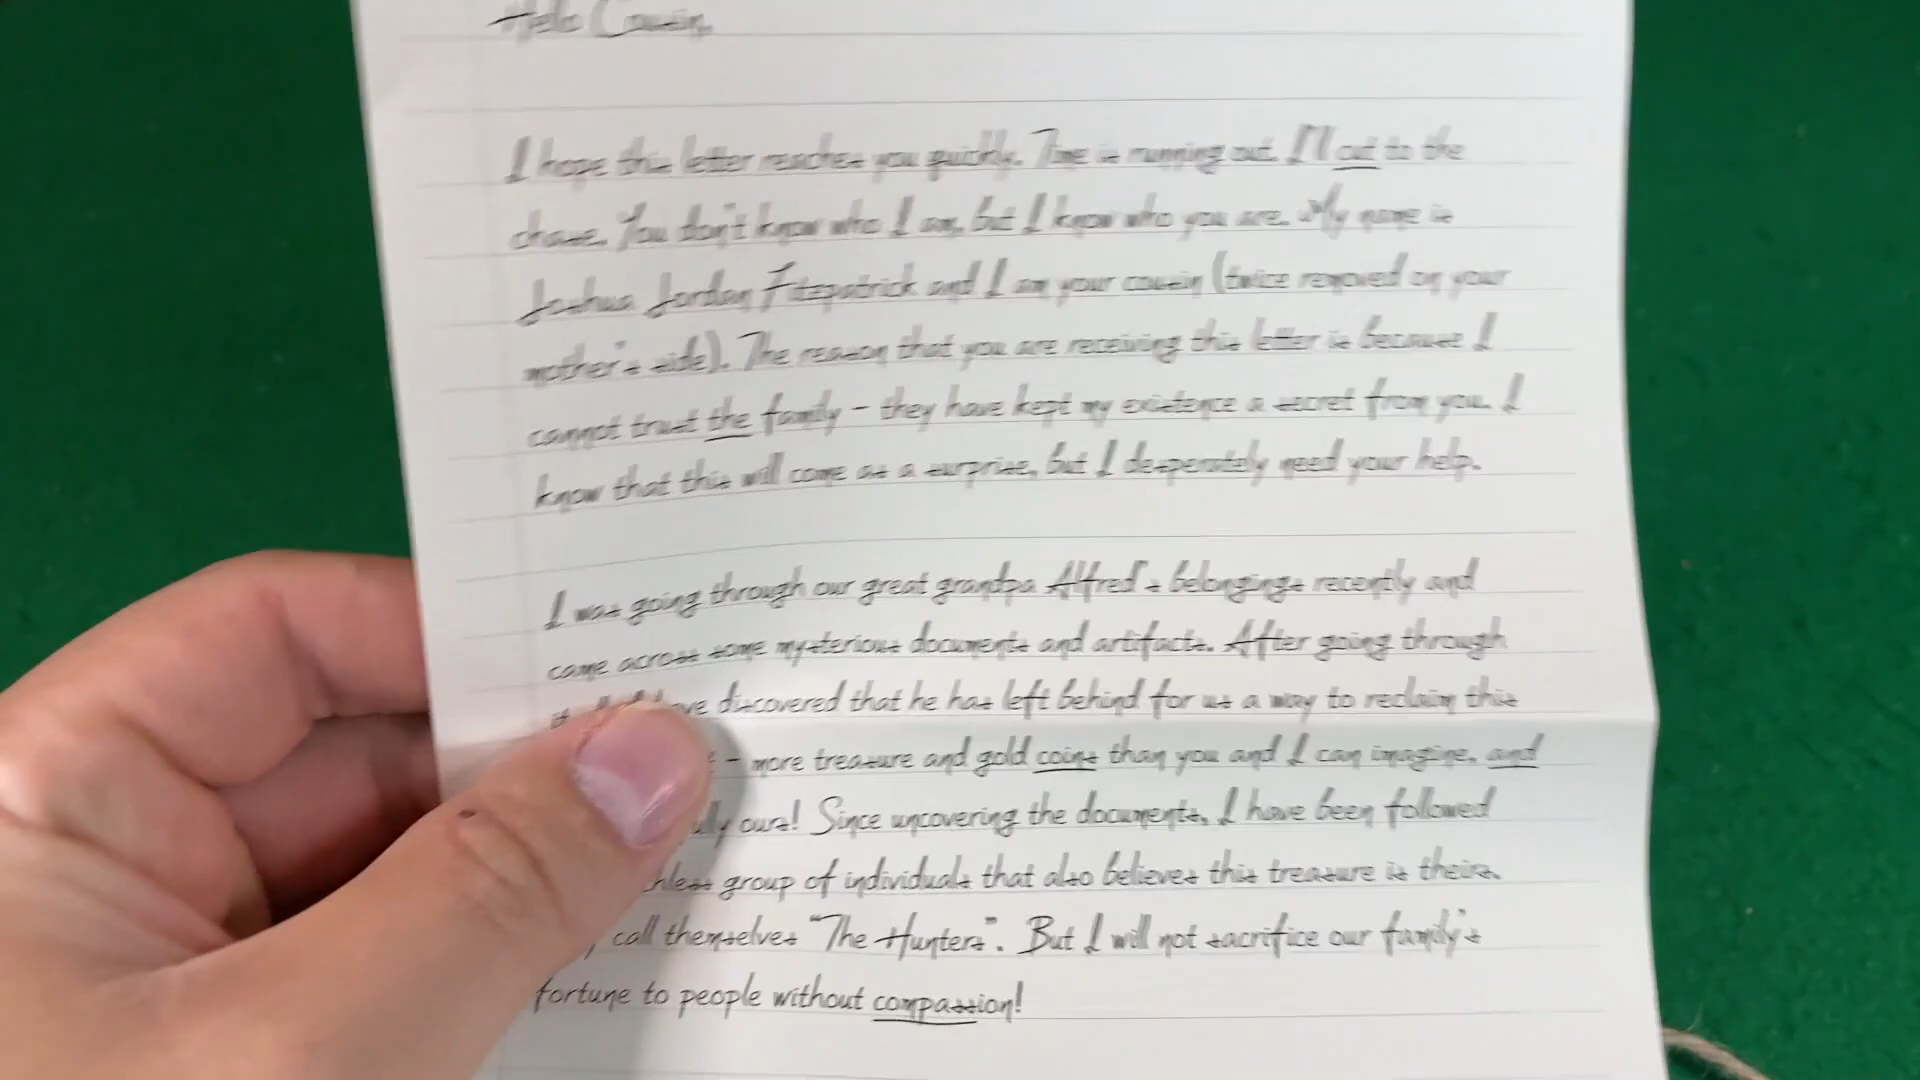 Hello Cousin,
I hope this letter reaches you quickly. Time is running out. I'll cut to the
chase. You don't know who I am, but I know who you are. My name is
Joshua Jordan Fitzpatrick and I am your cousin (twice removed on your
mother's side). The reason that you are receiving this letter is because I
cannot trust the family - they have kept my existence a secret from you. I
know that this will come as a surprise, but I desperately need your help.
I was going through our great grandpa Alfred's belongings recently and
came across some mysterious documents and artifacts. After going through
discovered that he has left behind for us a way to reclaim this
- more treasure and gold coins than you and I can imagine, and
ours! Since uncovering the documents, I have been followed
group of individuals that also believes this treasure is theirs.
call themselves "The Hunters". But I will not sacrifice our family's
fortune to people without compassion!